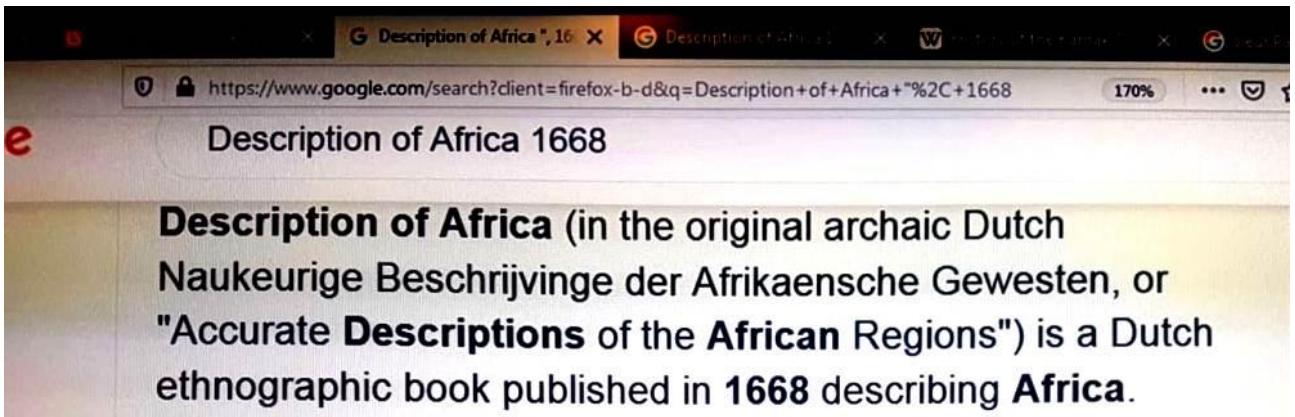 Description of Africa ", 16
Description of Africa
https://www.google.com/search?client=firefox-b-d&q=Description+of+Africa+"%2C+1668
170%
e
Description of Africa 1668
Description of Africa (in the original archaic Dutch
Naukeurige Beschrijvinge der Afrikaensche Gewesten, or
"Accurate Descriptions of the African Regions") is a Dutch
ethnographic book published in 1668 describing Africa.